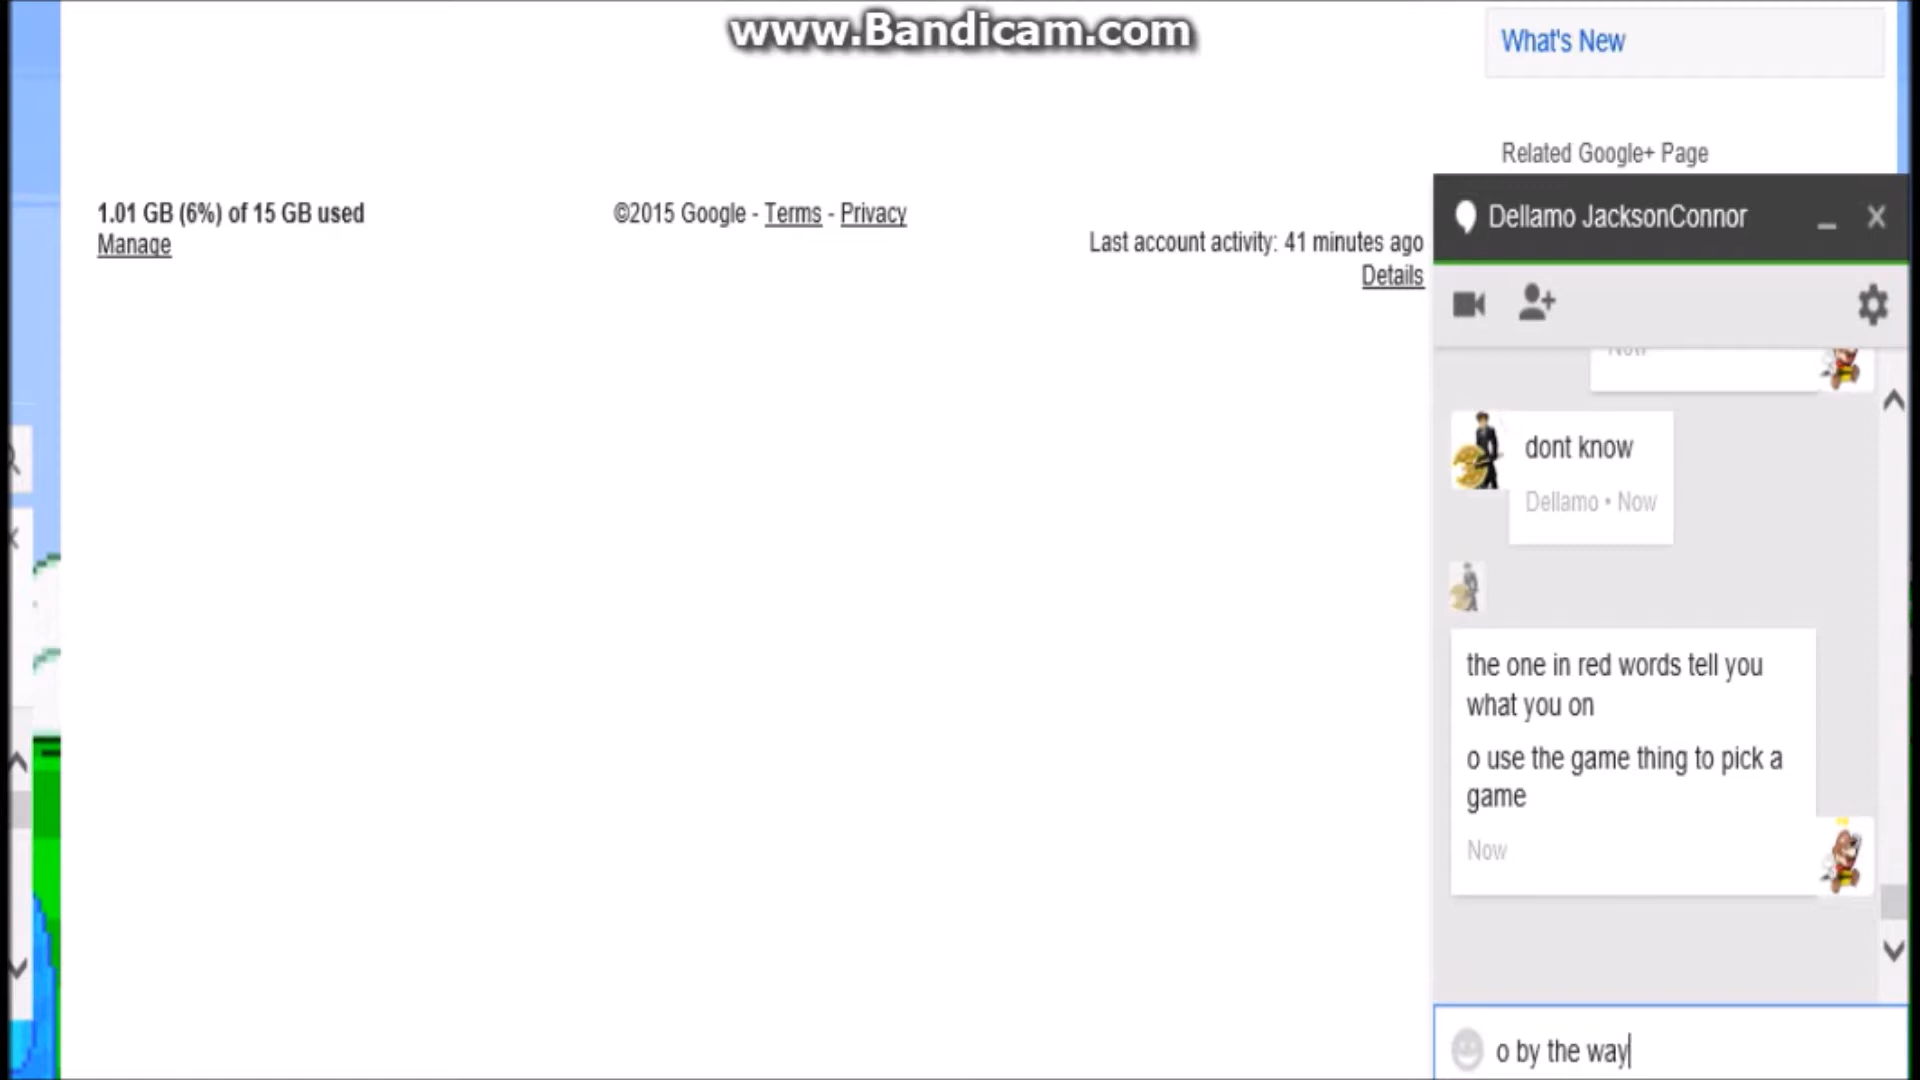 www.Bandicam.com
What's New
Related Google+ Page
1.01 GB (6%) of 15 GB used
Manage
©2015 Google - Terms - Privacy
Last account activity: 41 minutes ago
Details
Dellamo JacksonConnor
Now
dont know
Dellamo • Now
the one in red words tell you
what you on
o use the game thing to pick a
game
Now
o by the way